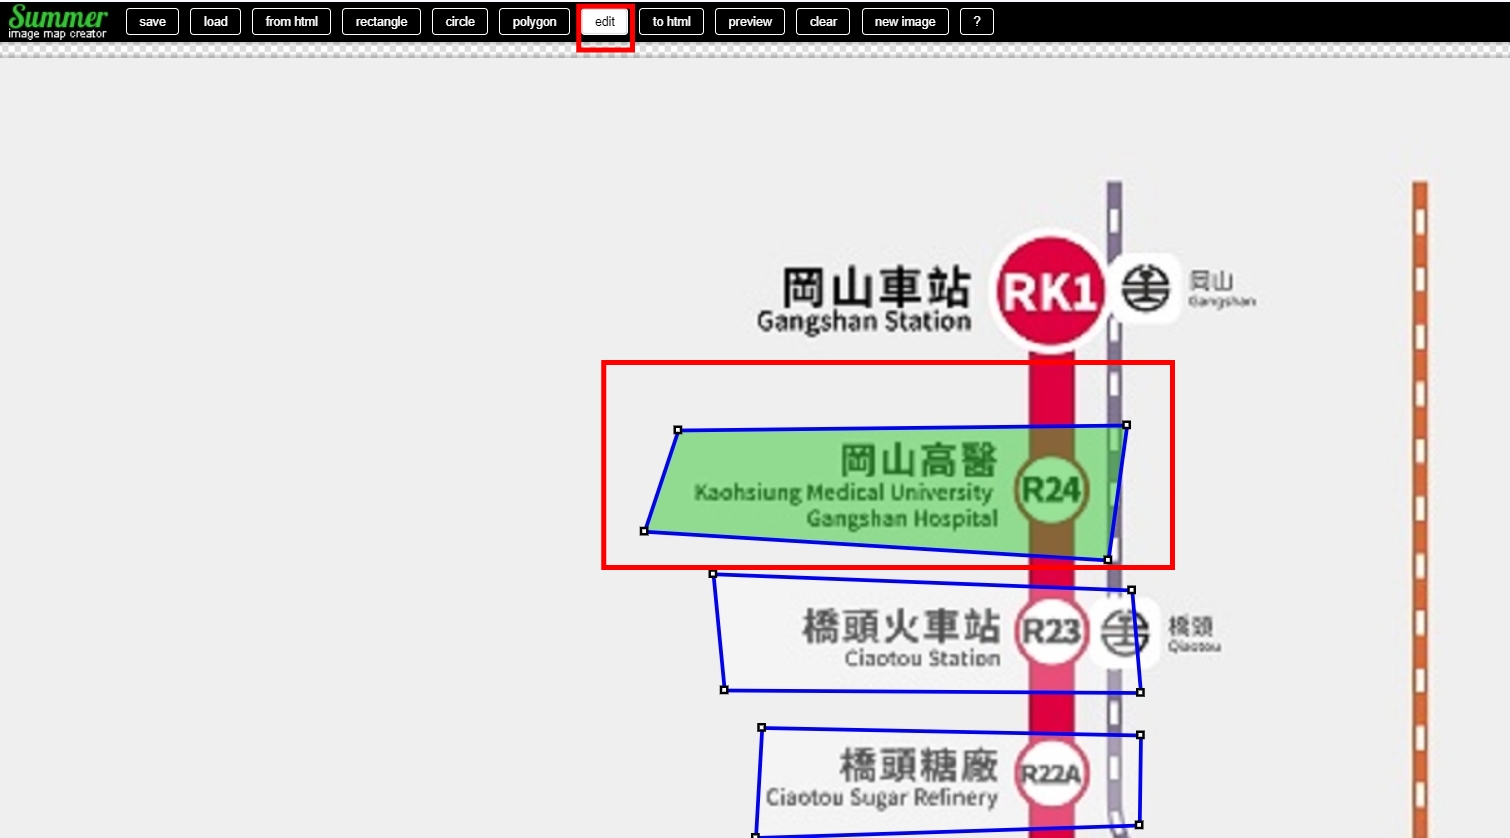 Summer
image map creator
save
load
from html
rectangle
circle
polygon
edit
to html
preview
clear
new image
?
岡山車站
Gangshan Station
RK1
岡山
Gangshan
岡山高醫
Kaohsiung Medical University
Gangshan Hospital
R24
橋頭火車站
Ciaotou Station
R23
橋頭
Qiaotou
橋頭糖廠
Ciaotou Sugar Refinery
R22A